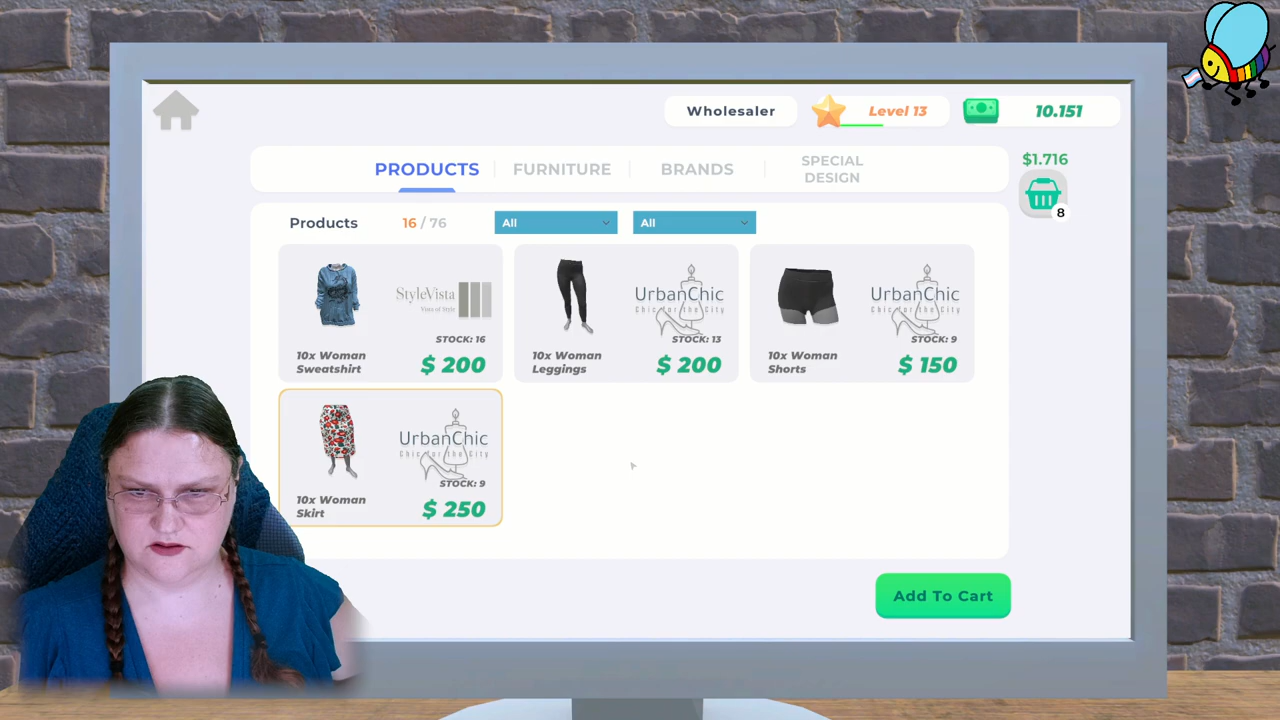 Wholesaler
Level 13
10.151
PRODUCTS
FURNITURE
BRANDS
SPECIAL
DESIGN
$1.716
8
Products 16 / 76
All
All
StyleVista
Vista of Style
STOCK: 16
10x Woman
Sweatshirt
$ 200
UrbanChic
Chic for the City
STOCK: 13
10x Woman
Leggings
$ 200
UrbanChic
Chic for the City
STOCK: 9
10x Woman
Shorts
$ 150
UrbanChic
Chic for the City
STOCK: 9
10x Woman
Skirt
$ 250
Add To Cart